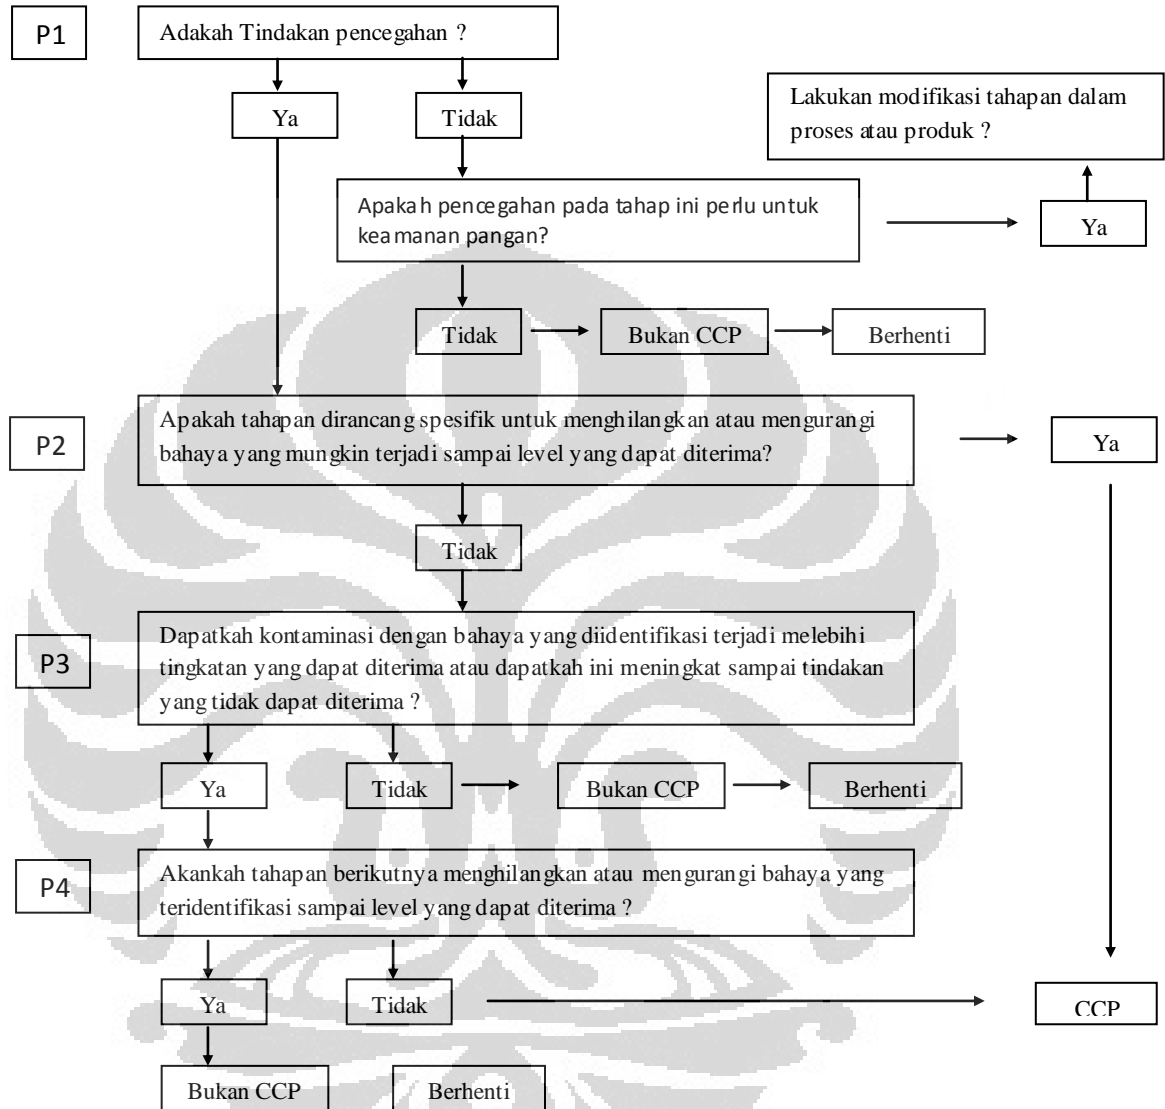 P1
Adakah Tindakan pencegahan ?
Ya
Tidak
Lakukan modifikasi tahapan dalam
proses atau produk ?
Apakah pencegahan pada tahap ini perlu untuk
keamanan pangan?
Ya
Tidak
Bukan CCP
Berhenti
P2
Apakah tahapan dirancang spesifik untuk menghilangkan atau mengurangi
bahaya yang mungkin terjadi sampai level yang dapat diterima?
Ya
Tidak
P3
Dapatkah kontaminasi dengan bahaya yang diidentifikasi terjadi melebihi
tingkatan yang dapat diterima atau dapatkah ini meningkat sampai tindakan
yang tidak dapat diterima ?
Ya
Tidak
Bukan CCP
Berhenti
P4
Akankah tahapan berikutnya menghilangkan atau mengurangi bahaya yang
teridentifikasi sampai level yang dapat diterima ?
Ya
Tidak
CCP
Bukan CCP
Berhenti